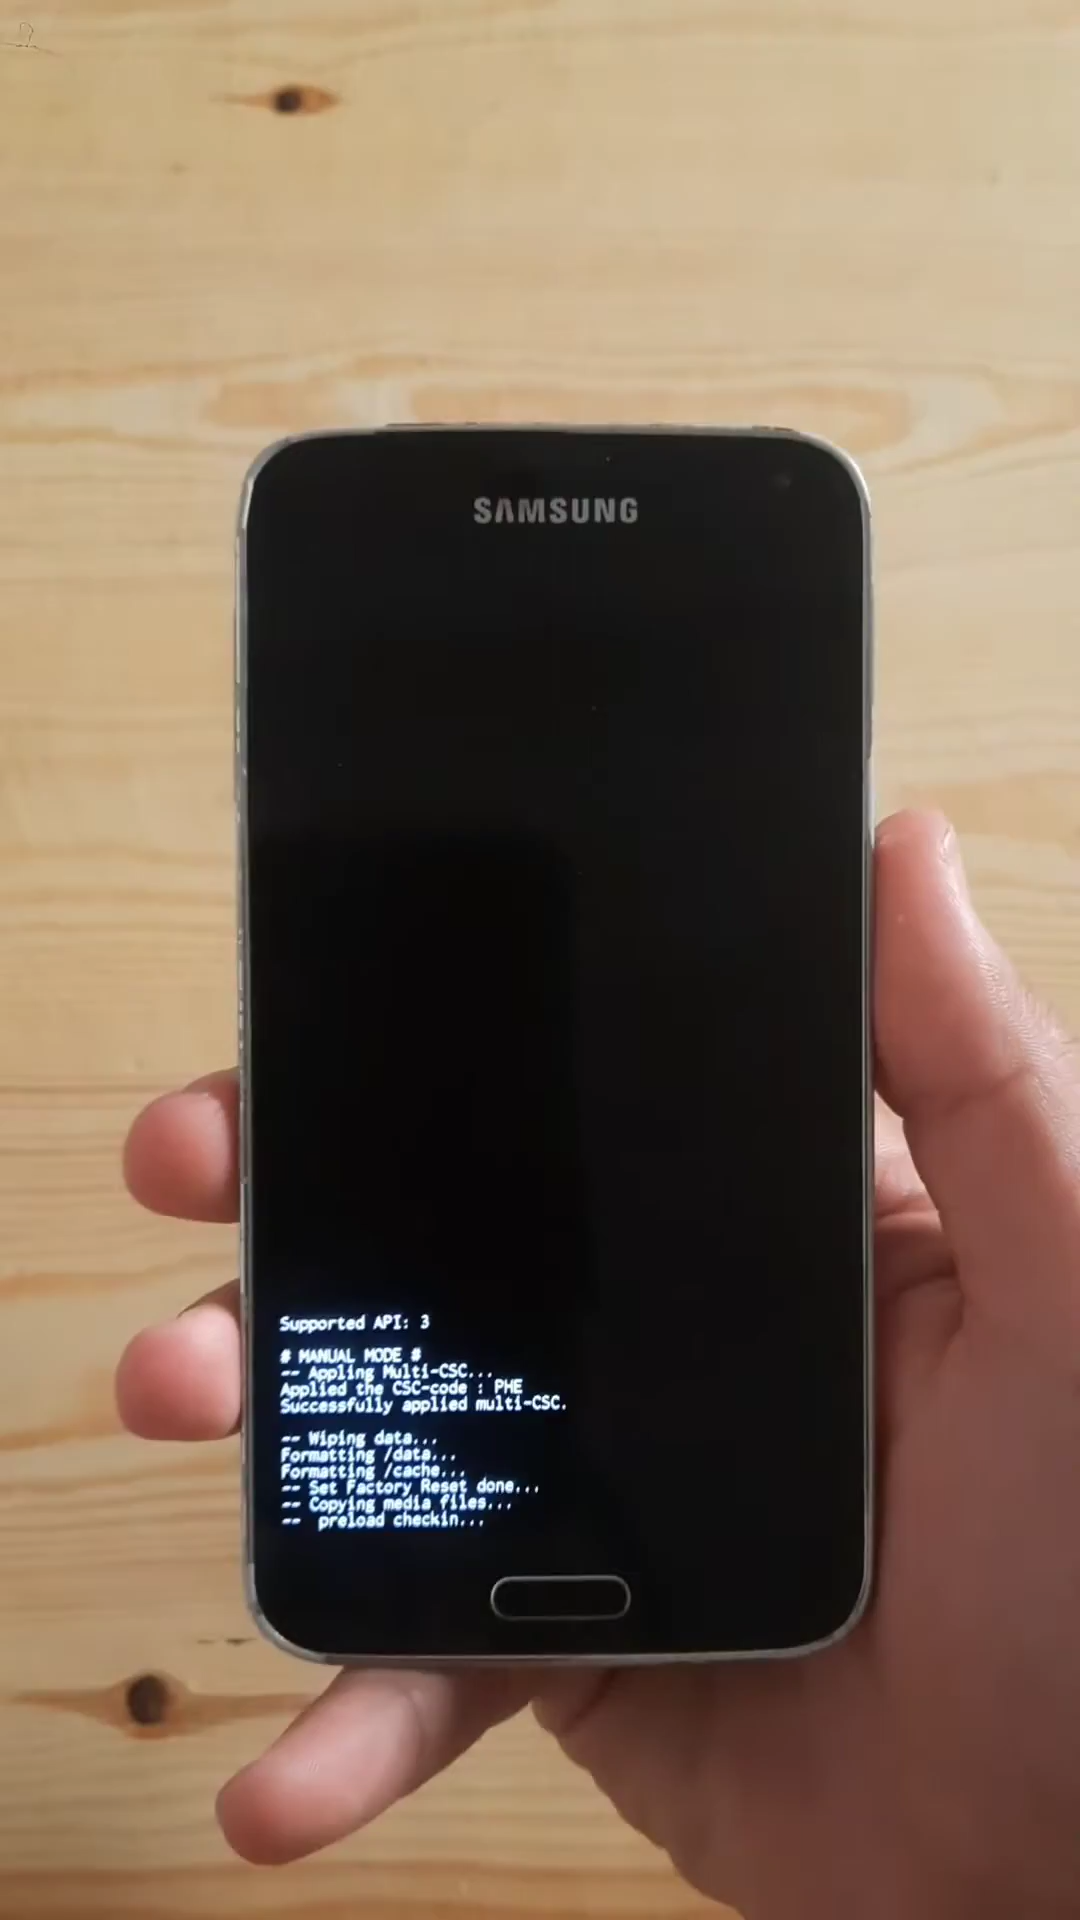 SAMSUNG
Supported API: 3
# MANUAL MODE #
-- Appling Multi-CSC...
Applied the CSC-code : PHE
Successfully applied multi-CSC.
-- Wiping data...
Formatting /data...
Formatting /cache...
-- Set Factory Reset done...
-- Copying media files...
-- preload checkin...